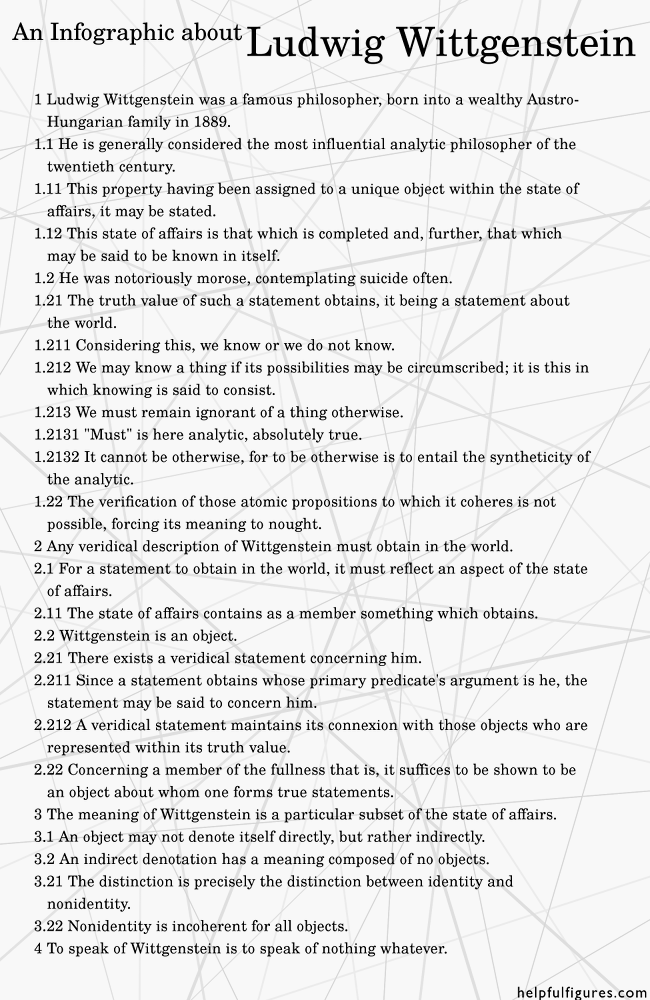 An Infographic about Ludwig Wittgenstein
1 Ludwig Wittgenstein was a famous philosopher, born into a wealthy Austro-
Hungarian family in 1889.
1.1 He is generally considered the most influential analytic philosopher of the
twentieth century.
1.11 This property having been assigned to a unique object within the state of
affairs, it may be stated.
1.12 This state of affairs is that which is completed and, further, that which
may be said to be known in itself.
1.2 He was notoriously morose, contemplating suicide often.
1.21 The truth value of such a statement obtains, it being a statement about
the world.
1.211 Considering this, we know or we do not know.
1.212 We may know a thing if its possibilities may be circumscribed; it is this in
which knowing is said to consist.
1.213 We must remain ignorant of a thing otherwise.
1.2131 "Must" is here analytic, absolutely true.
1.2132 It cannot be otherwise, for to be otherwise is to entail the syntheticity of
the analytic.
1.22 The verification of those atomic propositions to which it coheres is not
possible, forcing its meaning to nought.
2 Any veridical description of Wittgenstein must obtain in the world.
2.1 For a statement to obtain in the world, it must reflect an aspect of the state
of affairs.
2.11 The state of affairs contains as a member something which obtains.
2.2 Wittgenstein is an object.
2.21 There exists a veridical statement concerning him.
2.211 Since a statement obtains whose primary predicate's argument is he, the
statement may be said to concern him.
2.212 A veridical statement maintains its connexion with those objects who are
represented within its truth value.
2.22 Concerning a member of the fullness that is, it suffices to be shown to be
an object about whom one forms true statements.
3 The meaning of Wittgenstein is a particular subset of the state of affairs.
3.1 An object may not denote itself directly, but rather indirectly.
3.2 An indirect denotation has a meaning composed of no objects.
3.21 The distinction is precisely the distinction between identity and
nonidentity.
3.22 Nonidentity is incoherent for all objects.
4 To speak of Wittgenstein is to speak of nothing whatever.
helpfulfigures.com